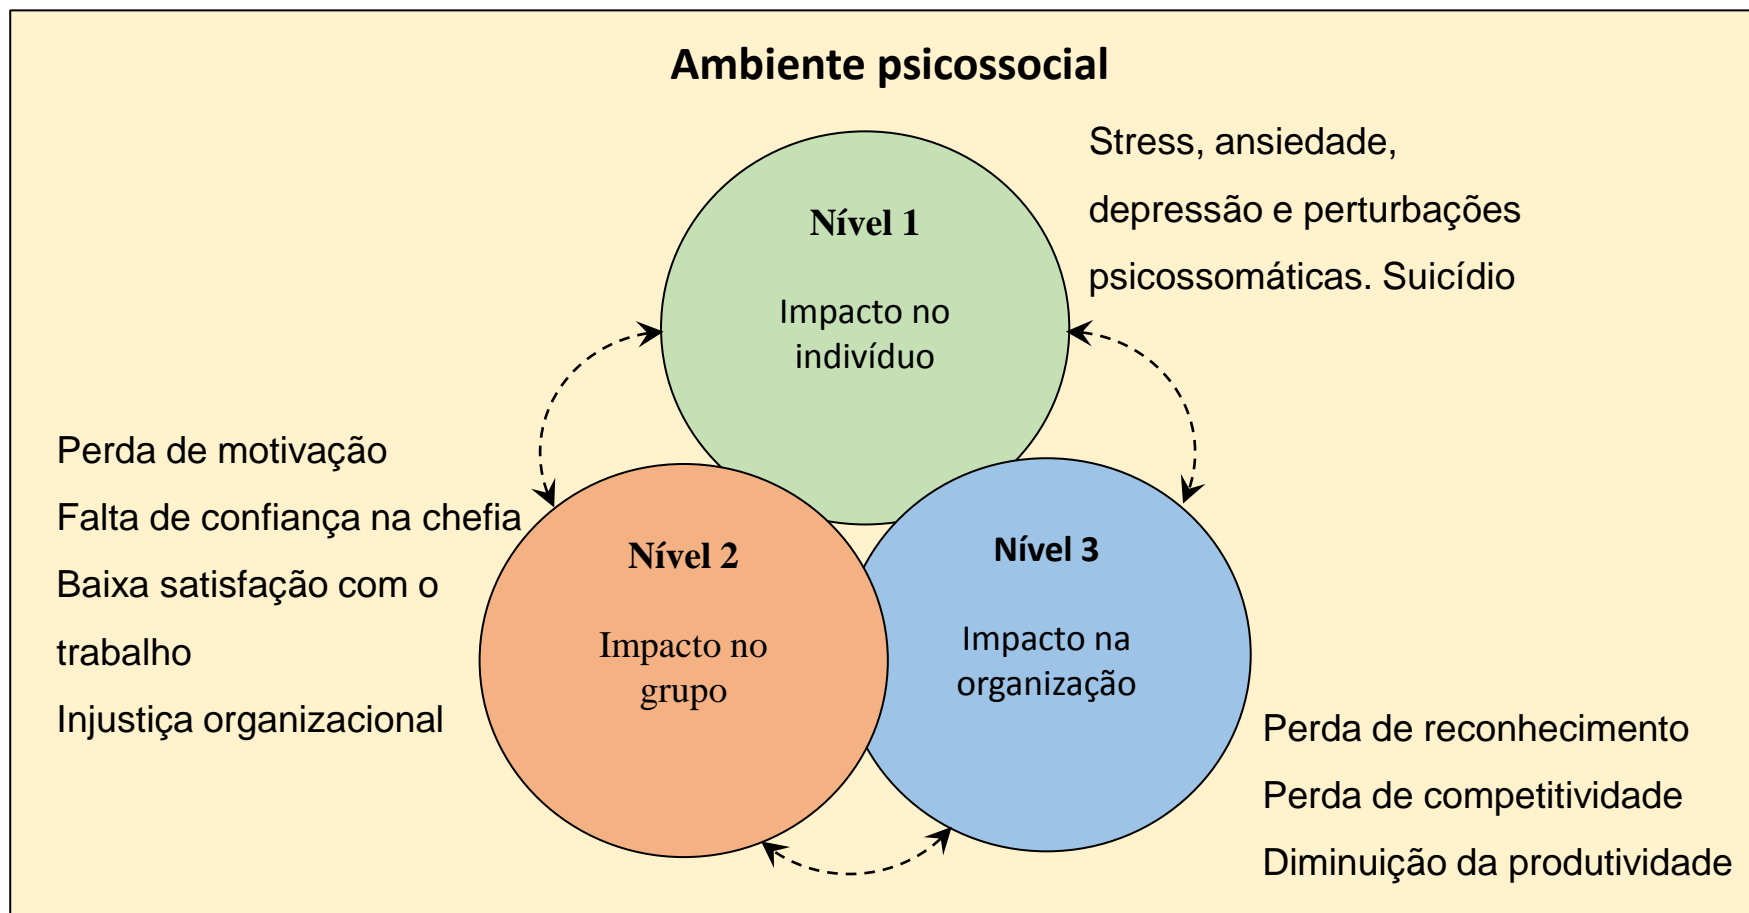 Ambiente psicossocial
Stress, ansiedade,
depressão e perturbações
psicossomáticas. Suicídio
Nível 1
Impacto no
indivíduo
Perda de motivação
Falta de confiança na chefia
Baixa satisfação com o
trabalho
Injustiça organizacional
Nível 2
Impacto no
grupo
Nível 3
Impacto na
organização
Perda de reconhecimento
Perda de competitividade
Diminuição da produtividade